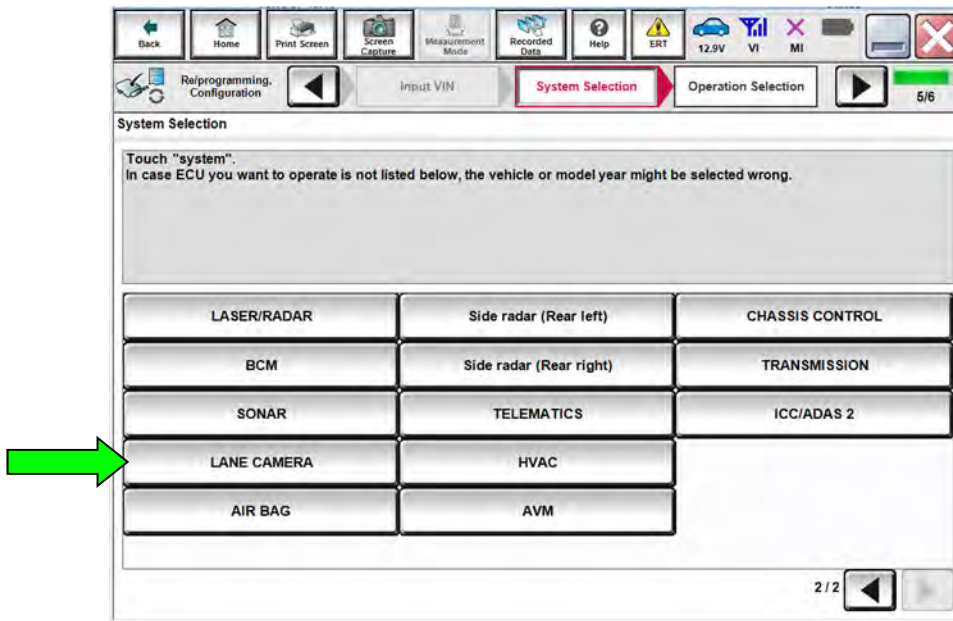 Back
Home
Print Screen
Screen
Capture
Measurement
Mode
Recorded
Data
Help
ERT
12.9V
VI
MI
Re/programming,
Configuration
Input VIN
System Selection
Operation Selection
5/6
System Selection
Touch "system".
In case ECU you want to operate is not listed below, the vehicle or model year might be selected wrong.
LASER/RADAR
Side radar (Rear left)
CHASSIS CONTROL
BCM
Side radar (Rear right)
TRANSMISSION
SONAR
TELEMATICS
ICC/ADAS 2
LANE CAMERA
HVAC
AIR BAG
AVM
2/2